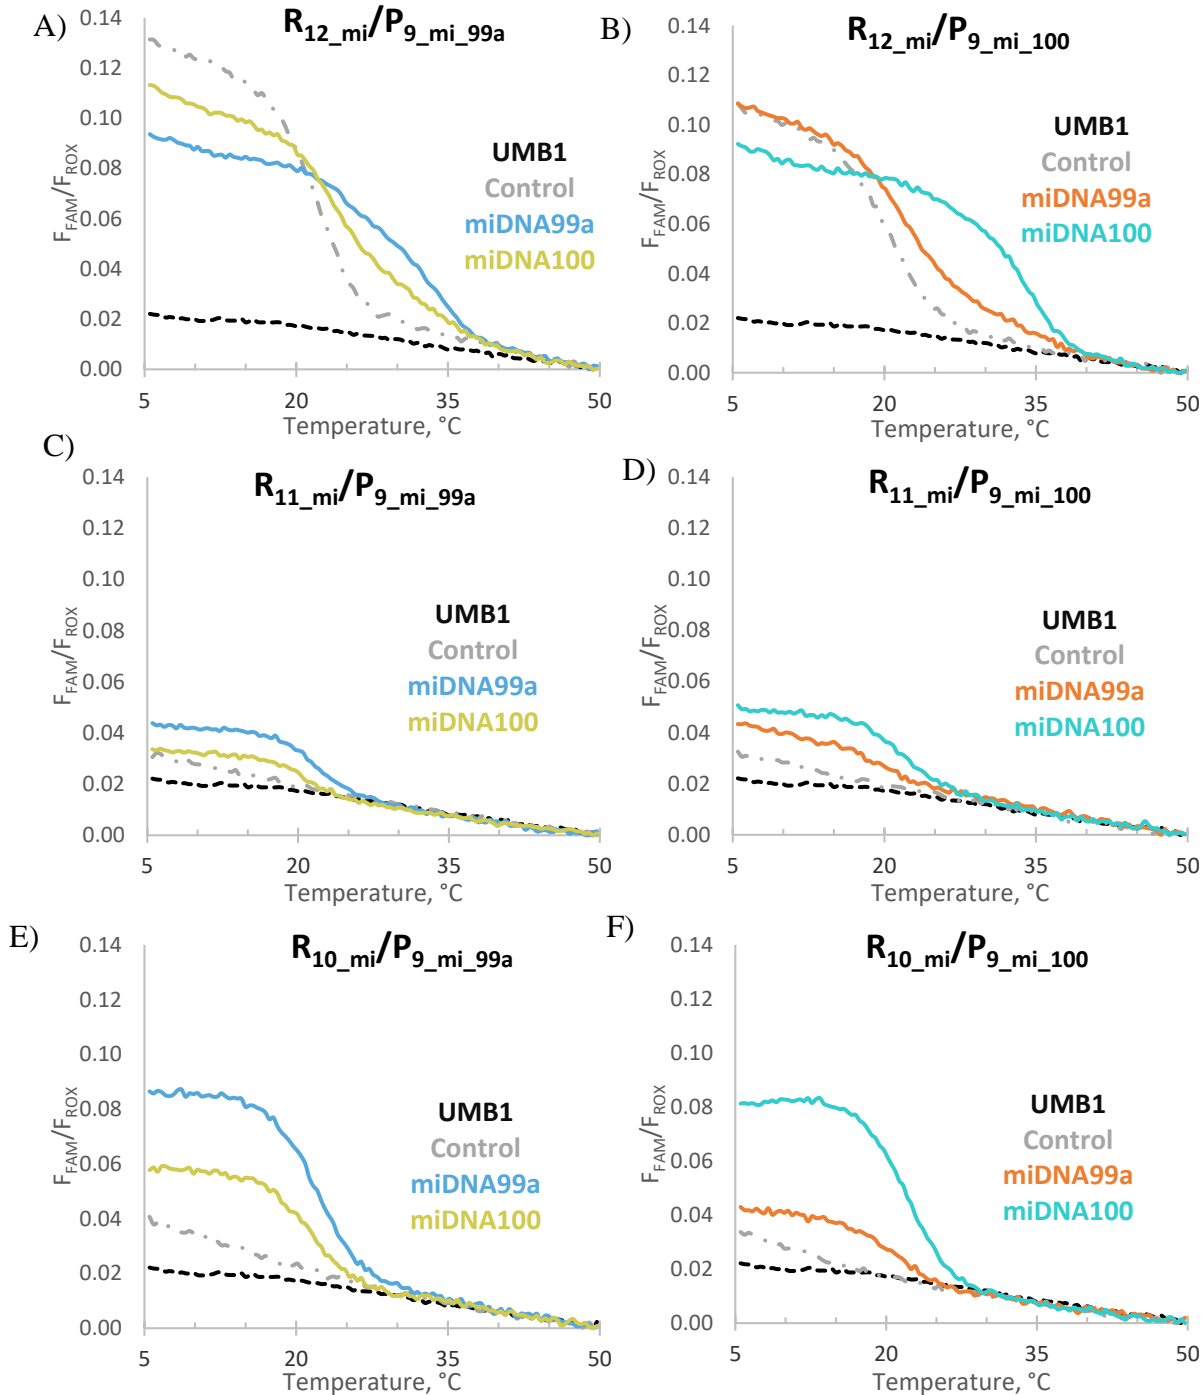 A)
R12_mi/P9_mi_99a
0.14
0.12
0.10
0.08
0.06
0.04
0.02
0.00
FFAM/FROX
UMB1
Control
miDNA99a
miDNA100
5 20 35 50
Temperature, °C
B)
R12_mi/P9_mi_100
0.14
0.12
0.10
0.08
0.06
0.04
0.02
0.00
FFAM/FROX
UMB1
Control
miDNA99a
miDNA100
5 20 35 50
Temperature, °C
C)
R11_mi/P9_mi_99a
0.14
0.12
0.10
0.08
0.06
0.04
0.02
0.00
FFAM/FROX
UMB1
Control
miDNA99a
miDNA100
5 20 35 50
Temperature, °C
D)
R11_mi/P9_mi_100
0.14
0.12
0.10
0.08
0.06
0.04
0.02
0.00
FFAM/FROX
UMB1
Control
miDNA99a
miDNA100
5 20 35 50
Temperature, °C
E)
R10_mi/P9_mi_99a
0.14
0.12
0.10
0.08
0.06
0.04
0.02
0.00
FFAM/FROX
UMB1
Control
miDNA99a
miDNA100
5 20 35 50
Temperature, °C
F)
R10_mi/P9_mi_100
0.14
0.12
0.10
0.08
0.06
0.04
0.02
0.00
FFAM/FROX
UMB1
Control
miDNA99a
miDNA100
5 20 35 50
Temperature, °C